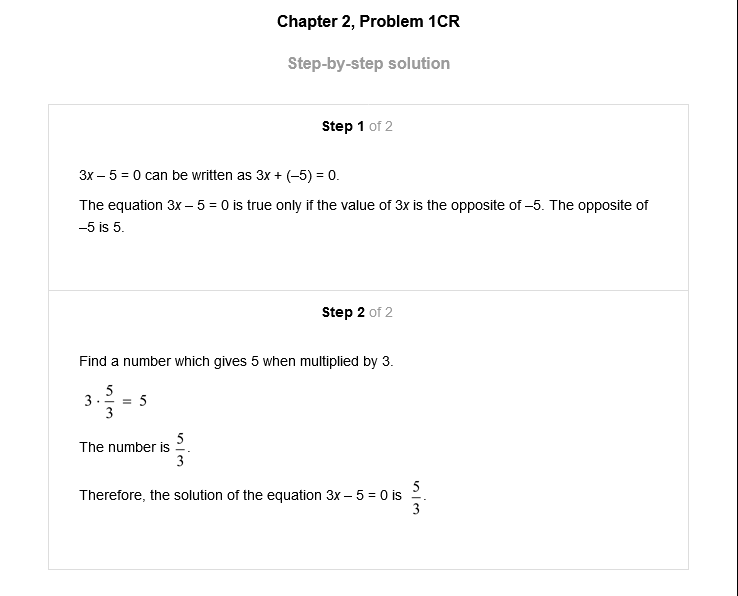 Chapter 2, Problem 1CR
Step-by-step solution
Step 1 of 2
3x – 5 = 0 can be written as 3x + (–5) = 0.
The equation 3x – 5 = 0 is true only if the value of 3x is the opposite of –5. The opposite of
–5 is 5.
Step 2 of 2
Find a number which gives 5 when multiplied by 3.
3 · 5/3 = 5
The number is 5/3.
Therefore, the solution of the equation 3x – 5 = 0 is 5/3.